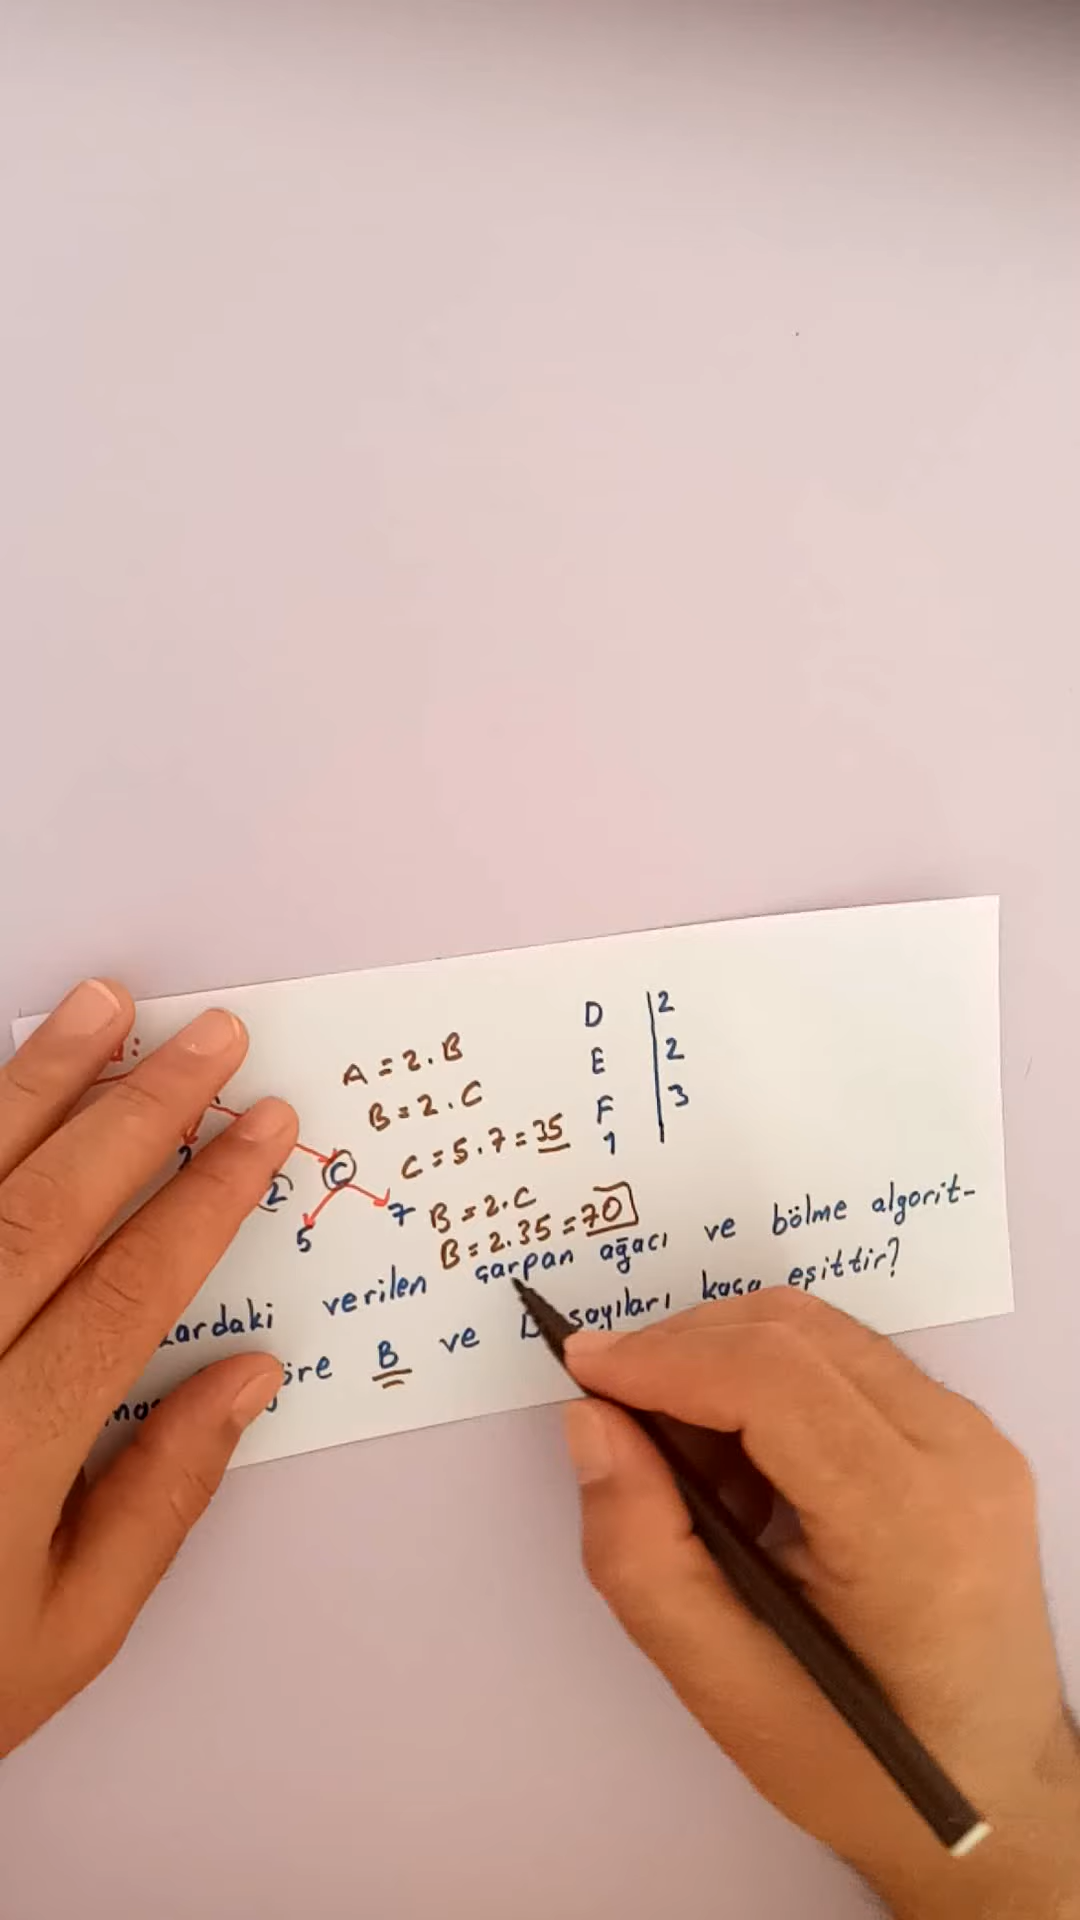 A = 2.B
B = 2.C
C = 5.7 = 35
B = 2.C
B = 2.35 = 70
2
C
2
5
7
D 2
E 2
F 3
1
verilen çarpan ağacı ve bölme algorit-
B ve sayıları kaça eşittir?